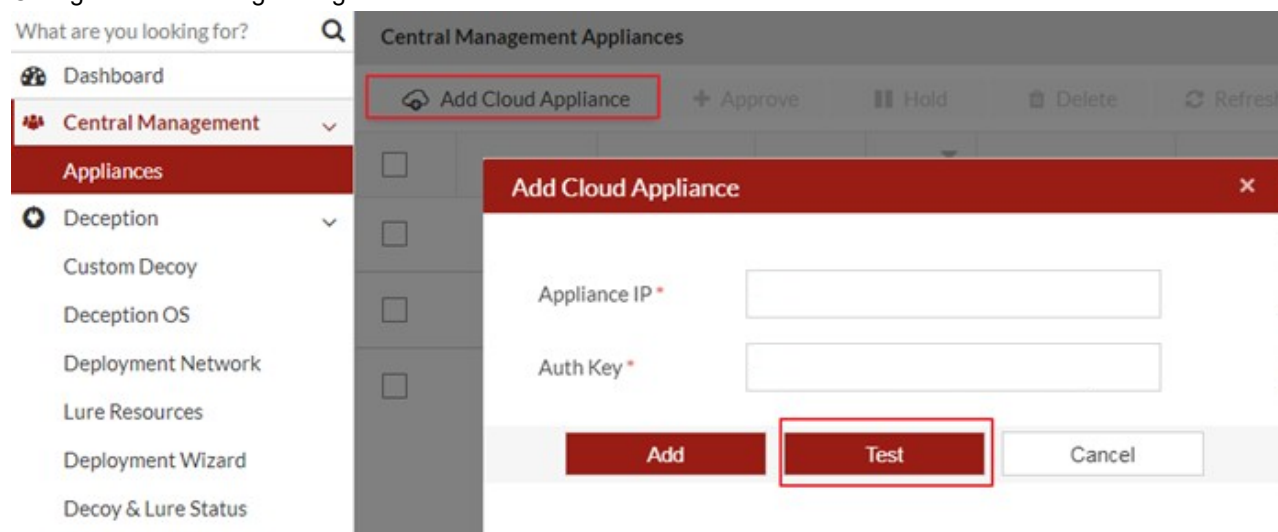 What are you looking for?
Dashboard
Central Management
Appliances
Deception
Custom Decoy
Deception OS
Deployment Network
Lure Resources
Deployment Wizard
Decoy & Lure Status
Central Management Appliances
Add Cloud Appliance + Approve Hold Delete Refresh
Add Cloud Appliance ×
Appliance IP *
Auth Key *
Add Test Cancel